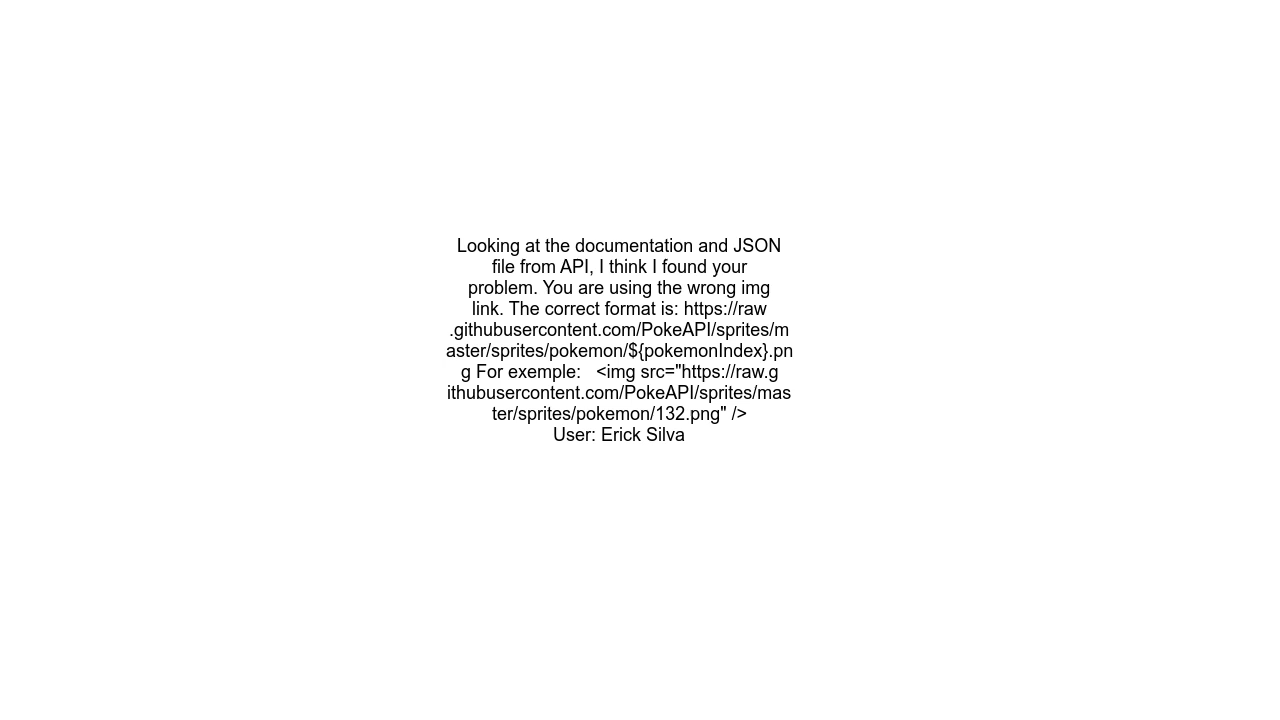 Looking at the documentation and JSON
file from API, I think I found your
problem. You are using the wrong img
link. The correct format is: https://raw
.githubusercontent.com/PokeAPI/sprites/m
aster/sprites/pokemon/${pokemonIndex}.pn
g For exemple:   <img src="https://raw.g
ithubusercontent.com/PokeAPI/sprites/mas
ter/sprites/pokemon/132.png" />
User: Erick Silva